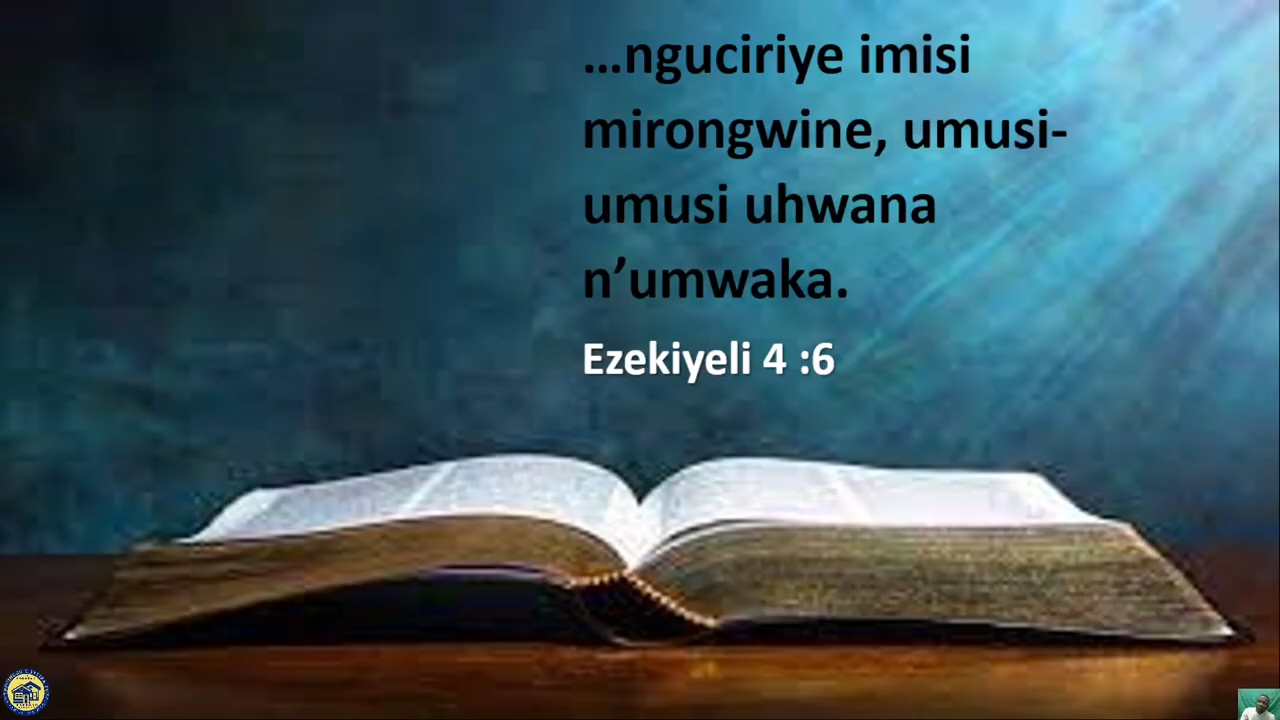 …nguciriye imisi
mirongwine, umusi-
umusi uhwana
n’umwaka.
Ezekiyeli 4 :6